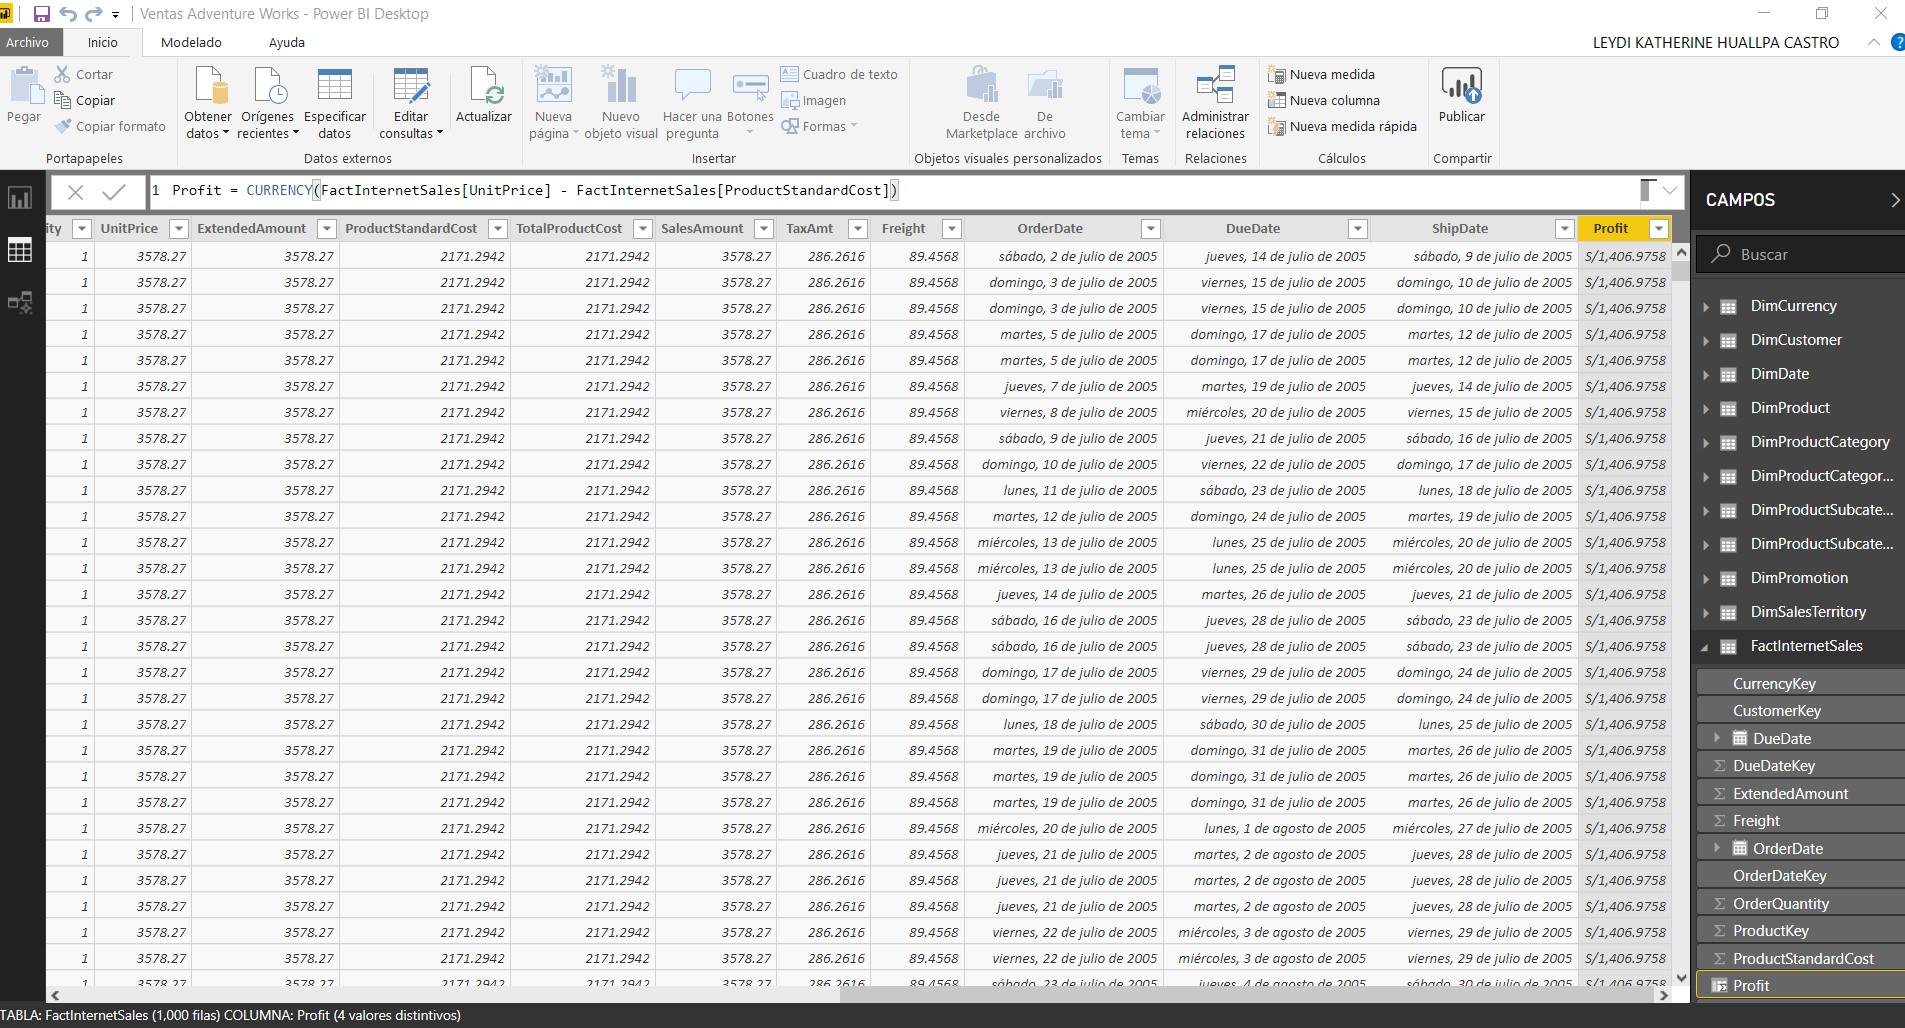 Ventas Adventure Works - Power BI Desktop
Archivo Inicio Modelado Ayuda LEYDI KATHERINE HUALLPA CASTRO ?
Pegar
Cortar
Copiar
Copiar formato
Portapapeles
Obtener datos
Orígenes recientes
Especificar datos
Datos externos
Editar consultas
Actualizar
Nueva página
Nuevo objeto visual
Hacer una pregunta
Botones
Cuadro de texto
Imagen
Formas
Insertar
Desde Marketplace
De archivo
Objetos visuales personalizados
Cambiar tema
Temas
Administrar relaciones
Relaciones
Nueva medida
Nueva columna
Nueva medida rápida
Cálculos
Publicar
Compartir
1 Profit = CURRENCY(FactInternetSales[UnitPrice] - FactInternetSales[ProductStandardCost])
ity UnitPrice ExtendedAmount ProductStandardCost TotalProductCost SalesAmount TaxAmt Freight OrderDate DueDate ShipDate Profit
1 3578.27 3578.27 2171.2942 2171.2942 3578.27 286.2616 89.4568 sábado, 2 de julio de 2005 jueves, 14 de julio de 2005 sábado, 9 de julio de 2005 S/1,406.9758
1 3578.27 3578.27 2171.2942 2171.2942 3578.27 286.2616 89.4568 domingo, 3 de julio de 2005 viernes, 15 de julio de 2005 domingo, 10 de julio de 2005 S/1,406.9758
1 3578.27 3578.27 2171.2942 2171.2942 3578.27 286.2616 89.4568 domingo, 3 de julio de 2005 viernes, 15 de julio de 2005 domingo, 10 de julio de 2005 S/1,406.9758
1 3578.27 3578.27 2171.2942 2171.2942 3578.27 286.2616 89.4568 martes, 5 de julio de 2005 domingo, 17 de julio de 2005 martes, 12 de julio de 2005 S/1,406.9758
1 3578.27 3578.27 2171.2942 2171.2942 3578.27 286.2616 89.4568 martes, 5 de julio de 2005 domingo, 17 de julio de 2005 martes, 12 de julio de 2005 S/1,406.9758
1 3578.27 3578.27 2171.2942 2171.2942 3578.27 286.2616 89.4568 jueves, 7 de julio de 2005 martes, 19 de julio de 2005 jueves, 14 de julio de 2005 S/1,406.9758
1 3578.27 3578.27 2171.2942 2171.2942 3578.27 286.2616 89.4568 viernes, 8 de julio de 2005 miércoles, 20 de julio de 2005 viernes, 15 de julio de 2005 S/1,406.9758
1 3578.27 3578.27 2171.2942 2171.2942 3578.27 286.2616 89.4568 sábado, 9 de julio de 2005 jueves, 21 de julio de 2005 sábado, 16 de julio de 2005 S/1,406.9758
1 3578.27 3578.27 2171.2942 2171.2942 3578.27 286.2616 89.4568 domingo, 10 de julio de 2005 viernes, 22 de julio de 2005 domingo, 17 de julio de 2005 S/1,406.9758
1 3578.27 3578.27 2171.2942 2171.2942 3578.27 286.2616 89.4568 lunes, 11 de julio de 2005 sábado, 23 de julio de 2005 lunes, 18 de julio de 2005 S/1,406.9758
1 3578.27 3578.27 2171.2942 2171.2942 3578.27 286.2616 89.4568 martes, 12 de julio de 2005 domingo, 24 de julio de 2005 martes, 19 de julio de 2005 S/1,406.9758
1 3578.27 3578.27 2171.2942 2171.2942 3578.27 286.2616 89.4568 miércoles, 13 de julio de 2005 lunes, 25 de julio de 2005 miércoles, 20 de julio de 2005 S/1,406.9758
1 3578.27 3578.27 2171.2942 2171.2942 3578.27 286.2616 89.4568 miércoles, 13 de julio de 2005 lunes, 25 de julio de 2005 miércoles, 20 de julio de 2005 S/1,406.9758
1 3578.27 3578.27 2171.2942 2171.2942 3578.27 286.2616 89.4568 jueves, 14 de julio de 2005 martes, 26 de julio de 2005 jueves, 21 de julio de 2005 S/1,406.9758
1 3578.27 3578.27 2171.2942 2171.2942 3578.27 286.2616 89.4568 sábado, 16 de julio de 2005 jueves, 28 de julio de 2005 sábado, 23 de julio de 2005 S/1,406.9758
1 3578.27 3578.27 2171.2942 2171.2942 3578.27 286.2616 89.4568 sábado, 16 de julio de 2005 jueves, 28 de julio de 2005 sábado, 23 de julio de 2005 S/1,406.9758
1 3578.27 3578.27 2171.2942 2171.2942 3578.27 286.2616 89.4568 domingo, 17 de julio de 2005 viernes, 29 de julio de 2005 domingo, 24 de julio de 2005 S/1,406.9758
1 3578.27 3578.27 2171.2942 2171.2942 3578.27 286.2616 89.4568 domingo, 17 de julio de 2005 viernes, 29 de julio de 2005 domingo, 24 de julio de 2005 S/1,406.9758
1 3578.27 3578.27 2171.2942 2171.2942 3578.27 286.2616 89.4568 lunes, 18 de julio de 2005 sábado, 30 de julio de 2005 lunes, 25 de julio de 2005 S/1,406.9758
1 3578.27 3578.27 2171.2942 2171.2942 3578.27 286.2616 89.4568 martes, 19 de julio de 2005 domingo, 31 de julio de 2005 martes, 26 de julio de 2005 S/1,406.9758
1 3578.27 3578.27 2171.2942 2171.2942 3578.27 286.2616 89.4568 martes, 19 de julio de 2005 domingo, 31 de julio de 2005 martes, 26 de julio de 2005 S/1,406.9758
1 3578.27 3578.27 2171.2942 2171.2942 3578.27 286.2616 89.4568 martes, 19 de julio de 2005 domingo, 31 de julio de 2005 martes, 26 de julio de 2005 S/1,406.9758
1 3578.27 3578.27 2171.2942 2171.2942 3578.27 286.2616 89.4568 miércoles, 20 de julio de 2005 lunes, 1 de agosto de 2005 miércoles, 27 de julio de 2005 S/1,406.9758
1 3578.27 3578.27 2171.2942 2171.2942 3578.27 286.2616 89.4568 jueves, 21 de julio de 2005 martes, 2 de agosto de 2005 jueves, 28 de julio de 2005 S/1,406.9758
1 3578.27 3578.27 2171.2942 2171.2942 3578.27 286.2616 89.4568 jueves, 21 de julio de 2005 martes, 2 de agosto de 2005 jueves, 28 de julio de 2005 S/1,406.9758
1 3578.27 3578.27 2171.2942 2171.2942 3578.27 286.2616 89.4568 jueves, 21 de julio de 2005 martes, 2 de agosto de 2005 jueves, 28 de julio de 2005 S/1,406.9758
1 3578.27 3578.27 2171.2942 2171.2942 3578.27 286.2616 89.4568 viernes, 22 de julio de 2005 miércoles, 3 de agosto de 2005 viernes, 29 de julio de 2005 S/1,406.9758
1 3578.27 3578.27 2171.2942 2171.2942 3578.27 286.2616 89.4568 viernes, 22 de julio de 2005 miércoles, 3 de agosto de 2005 viernes, 29 de julio de 2005 S/1,406.9758
1 3578.27 3578.27 2171.2942 2171.2942 3578.27 286.2616 89.4568 sábado, 23 de julio de 2005 jueves, 4 de agosto de 2005 sábado, 30 de julio de 2005 S/1,406.9758
CAMPOS
Buscar
DimCurrency
DimCustomer
DimDate
DimProduct
DimProductCategory
DimProductCategor...
DimProductSubcate...
DimProductSubcate...
DimPromotion
DimSalesTerritory
FactInternetSales
CurrencyKey
CustomerKey
DueDate
Σ DueDateKey
Σ ExtendedAmount
Σ Freight
OrderDate
OrderDateKey
Σ OrderQuantity
Σ ProductKey
Σ ProductStandardCost
Profit
TABLA: FactInternetSales (1,000 filas) COLUMNA: Profit (4 valores distintivos)